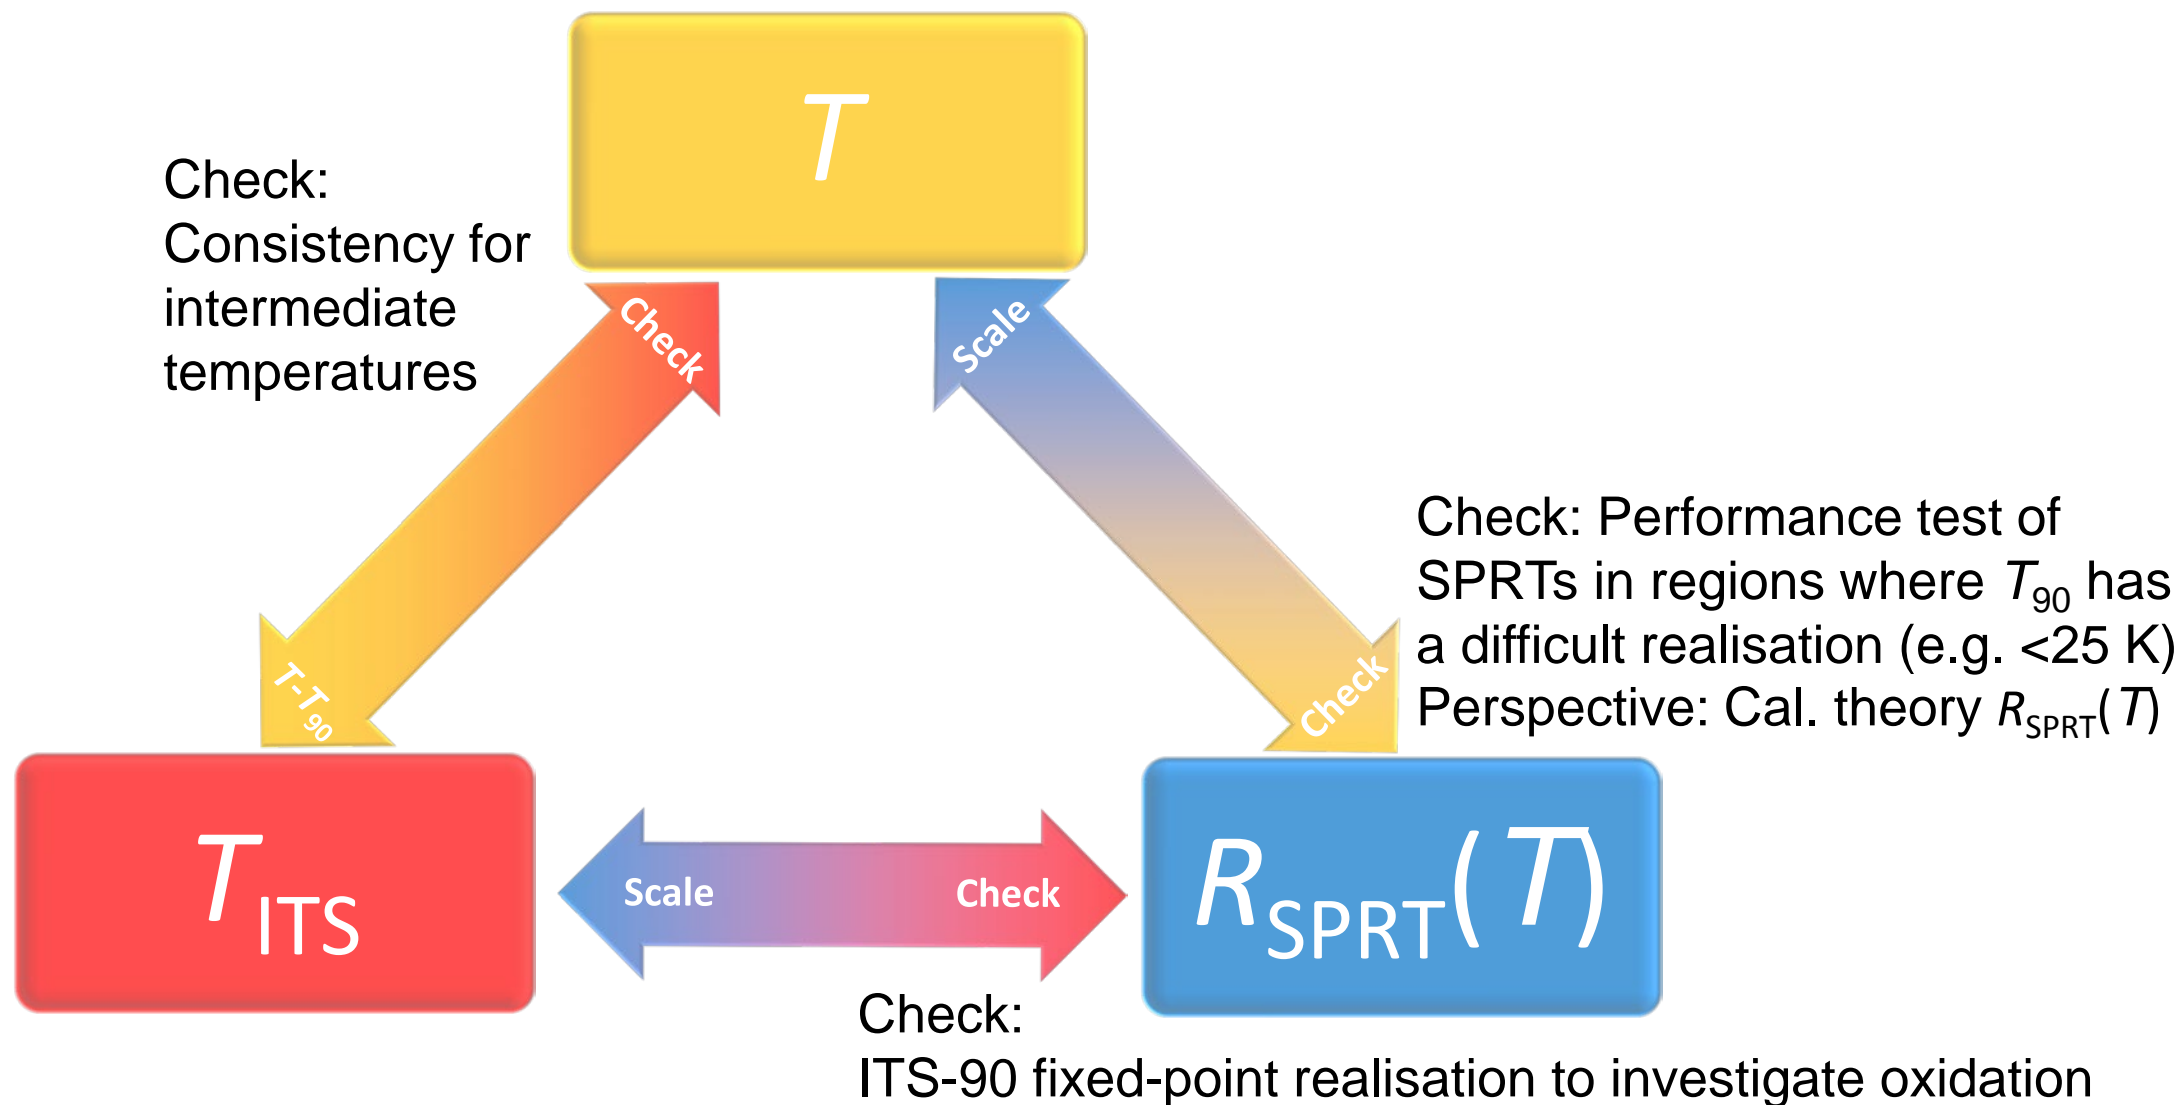 T
Check:
Consistency for
intermediate
temperatures
Check
Scale
Check: Performance test of
SPRTs in regions where T90 has
a difficult realisation (e.g. <25 K)
Perspective: Cal. theory RSPRT(T)
T-T90
Check
TITS
Scale
Check
RSPRT(T)
Check:
ITS-90 fixed-point realisation to investigate oxidation